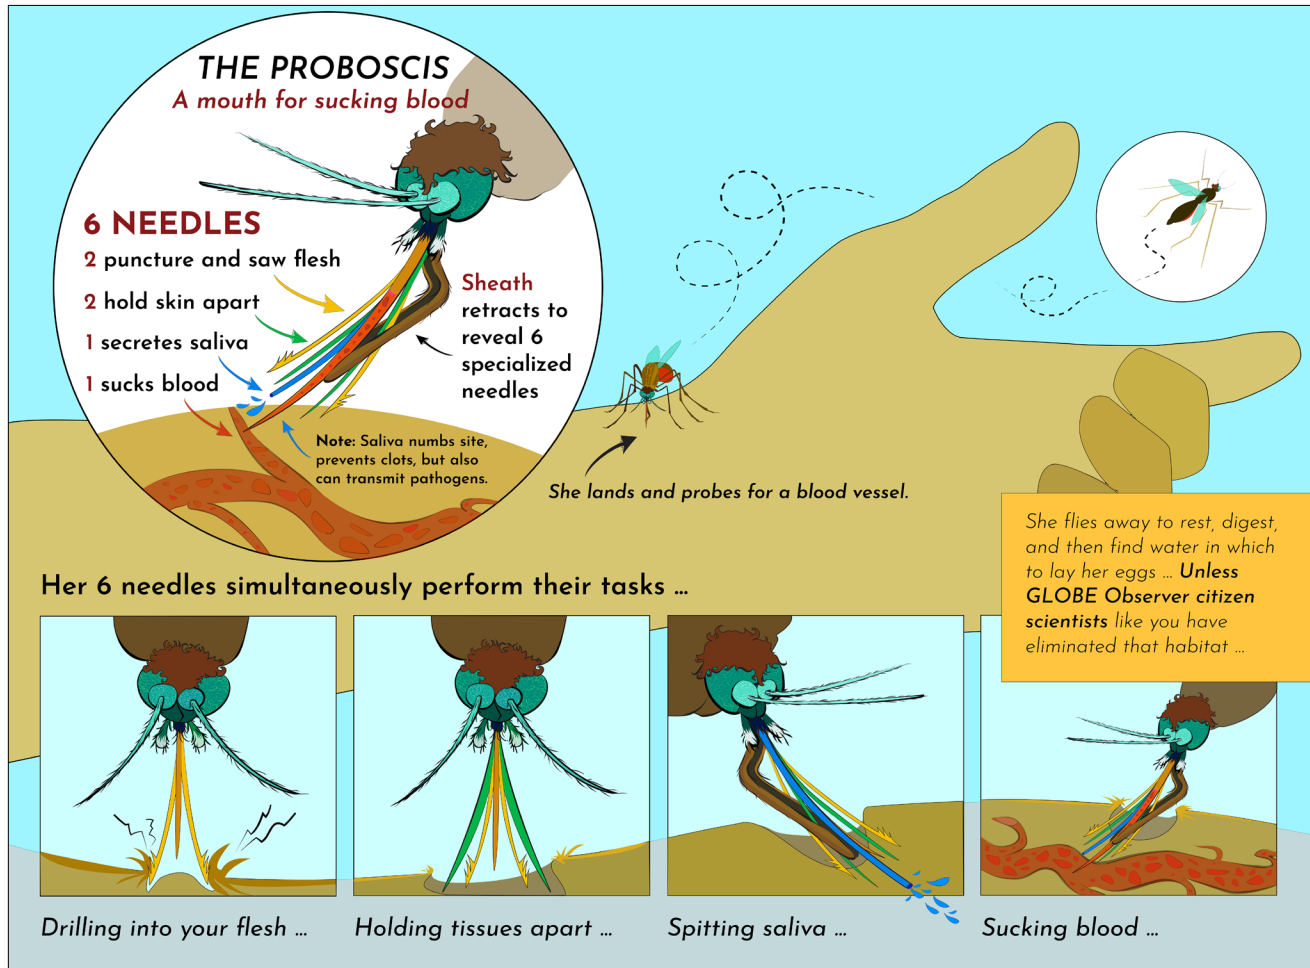 THE PROBOSCIS
A mouth for sucking blood
6 NEEDLES
2 puncture and saw flesh
2 hold skin apart
1 secretes saliva
1 sucks blood
Sheath
retracts to
reveal 6
specialized
needles
Note: Saliva numbs site,
prevents clots, but also
can transmit pathogens.
She lands and probes for a blood vessel.
She flies away to rest, digest,
and then find water in which
to lay her eggs ... Unless
GLOBE Observer citizen
scientists like you have
eliminated that habitat ...
Her 6 needles simultaneously perform their tasks ...
Drilling into your flesh ...
Holding tissues apart ...
Spitting saliva ...
Sucking blood ...